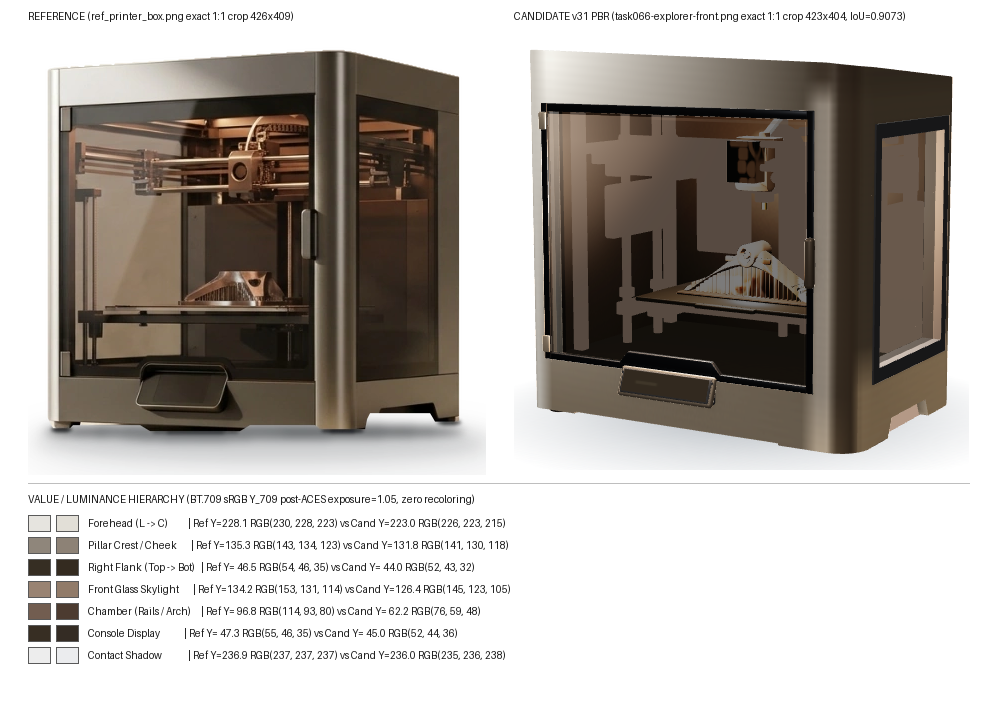 REFERENCE (ref_printer_box.png exact 1:1 crop 426x409)
CANDIDATE v31 PBR (task066-explorer-front.png exact 1:1 crop 423x404, IoU=0.9073)
VALUE / LUMINANCE HIERARCHY (BT.709 sRGB Y_709 post-ACES exposure=1.05, zero recoloring)
Forehead (L -> C) | Ref Y=228.1 RGB(230, 228, 223) vs Cand Y=223.0 RGB(226, 223, 215)
Pillar Crest / Cheek | Ref Y=135.3 RGB(143, 134, 123) vs Cand Y=131.8 RGB(141, 130, 118)
Right Flank (Top -> Bot) | Ref Y= 46.5 RGB(54, 46, 35) vs Cand Y= 44.0 RGB(52, 43, 32)
Front Glass Skylight | Ref Y=134.2 RGB(153, 131, 114) vs Cand Y=126.4 RGB(145, 123, 105)
Chamber (Rails / Arch) | Ref Y= 96.8 RGB(114, 93, 80) vs Cand Y= 62.2 RGB(76, 59, 48)
Console Display | Ref Y= 47.3 RGB(55, 46, 35) vs Cand Y= 45.0 RGB(52, 44, 36)
Contact Shadow | Ref Y=236.9 RGB(237, 237, 237) vs Cand Y=236.0 RGB(235, 236, 238)